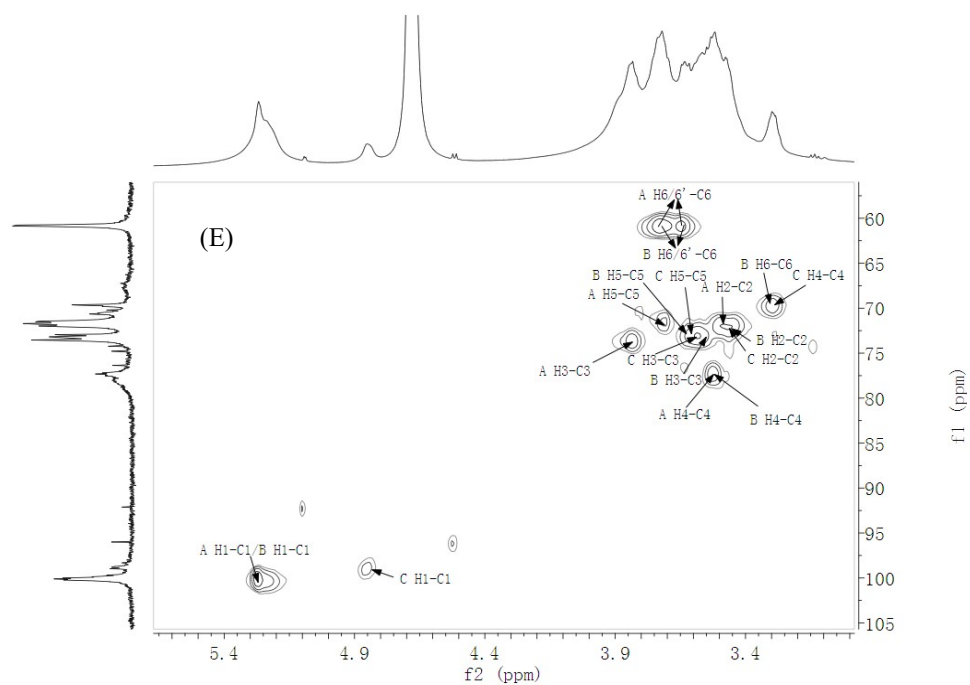 A H6/6'-C6
60
(E)
B H6/6'-C6
B H5-C5
C H5-C5
B H6-C6
65
A H2-C2
C H4-C4
A H5-C5
70
B H2-C2
75
A H3-C3
C H3-C3
C H2-C2
B H3-C3
80
A H4-C4
B H4-C4
f1 (ppm)
85
90
95
A H1-C1/B H1-C1
100
C H1-C1
105
5.4
4.9
4.4
3.9
3.4
f2 (ppm)